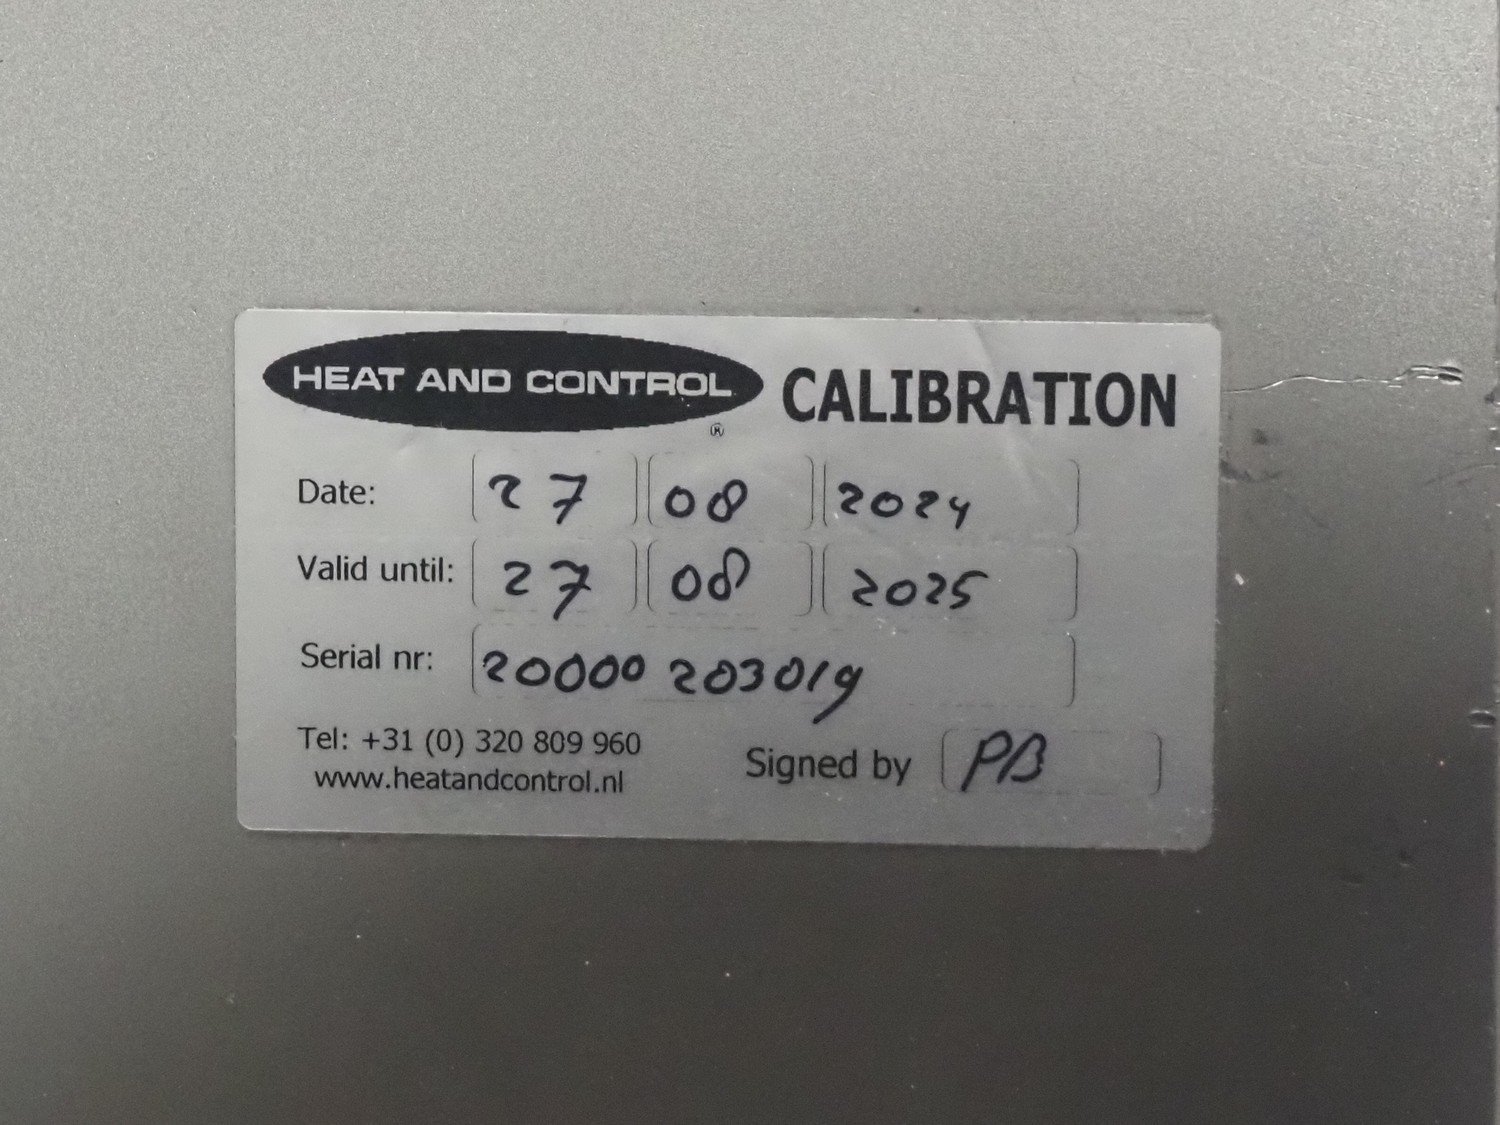 HEAT AND CONTROL ® CALIBRATION
Date: 27 08 2024
Valid until: 27 08 2025
Serial nr: 20000 203019
Tel: +31 (0) 320 809 960
www.heatandcontrol.nl
Signed by PB